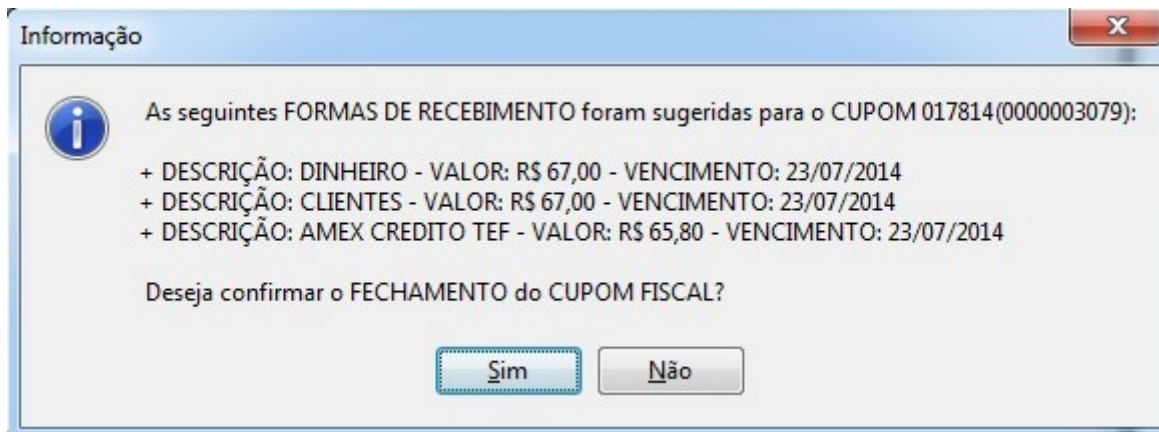 Informação
As seguintes FORMAS DE RECEBIMENTO foram sugeridas para o CUPOM 017814(0000003079):
+ DESCRIÇÃO: DINHEIRO - VALOR: R$ 67,00 - VENCIMENTO: 23/07/2014
+ DESCRIÇÃO: CLIENTES - VALOR: R$ 67,00 - VENCIMENTO: 23/07/2014
+ DESCRIÇÃO: AMEX CREDITO TEF - VALOR: R$ 65,80 - VENCIMENTO: 23/07/2014
Deseja confirmar o FECHAMENTO do CUPOM FISCAL?
Sim
Não